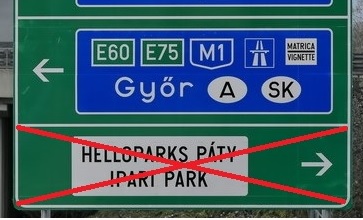 E60 E75 M1 MATRICA
VIGNETTE
Győr A SK
HELLOPARKS PÁTY
IPARI PARK